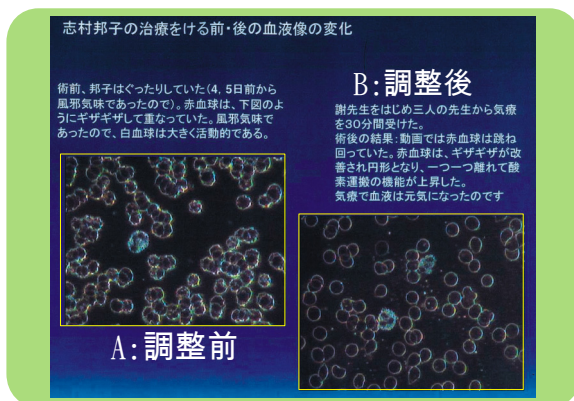 志村邦子の治療をける前・後の血液像の変化
術前、邦子はぐったりしていた(4, 5日前から
風邪気味であったので)。赤血球は、下図のよ
うにギザギザして重なっていた。風邪気味で
あったので、白血球は大きく活動的である。
A:調整前
B:調整後
謝先生をはじめ三人の先生から気療
を30分間受けた。
術後の結果:動画では赤血球は跳ね
回っていた。赤血球は、ギザギザが改
善され円形となり、一つ一つ離れて酸
素運搬の機能が上昇した。
気療で血液は元気になったのです